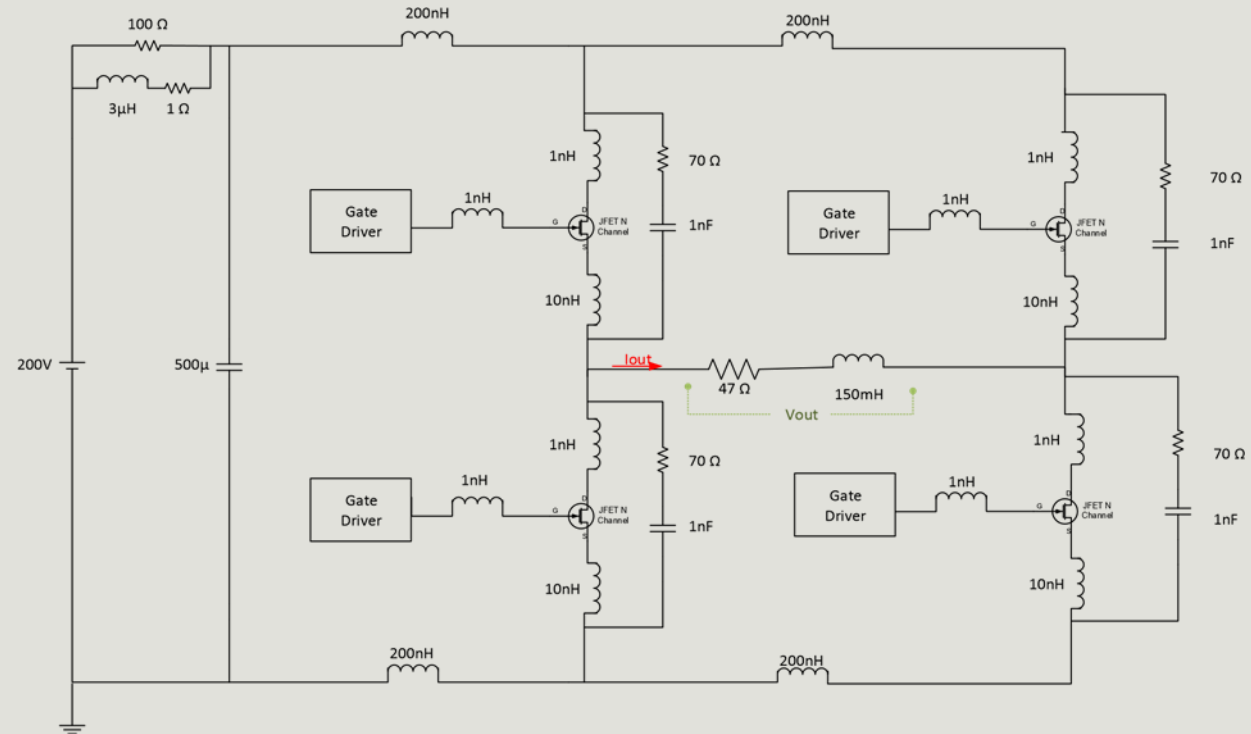 200nH
200nH
100 Ω
3µH
1 Ω
1nH
70 Ω
1nH
70 Ω
Gate
Driver
1nH
G
D
S
JFET N
Channel
1nF
Gate
Driver
1nH
G
D
S
JFET N
Channel
1nF
10nH
10nH
200V
500µ
Iout
47 Ω
150mH
Vout
1nH
70 Ω
1nH
70 Ω
Gate
Driver
1nH
G
D
S
JFET N
Channel
1nF
Gate
Driver
1nH
G
D
S
JFET N
Channel
1nF
10nH
10nH
200nH
200nH